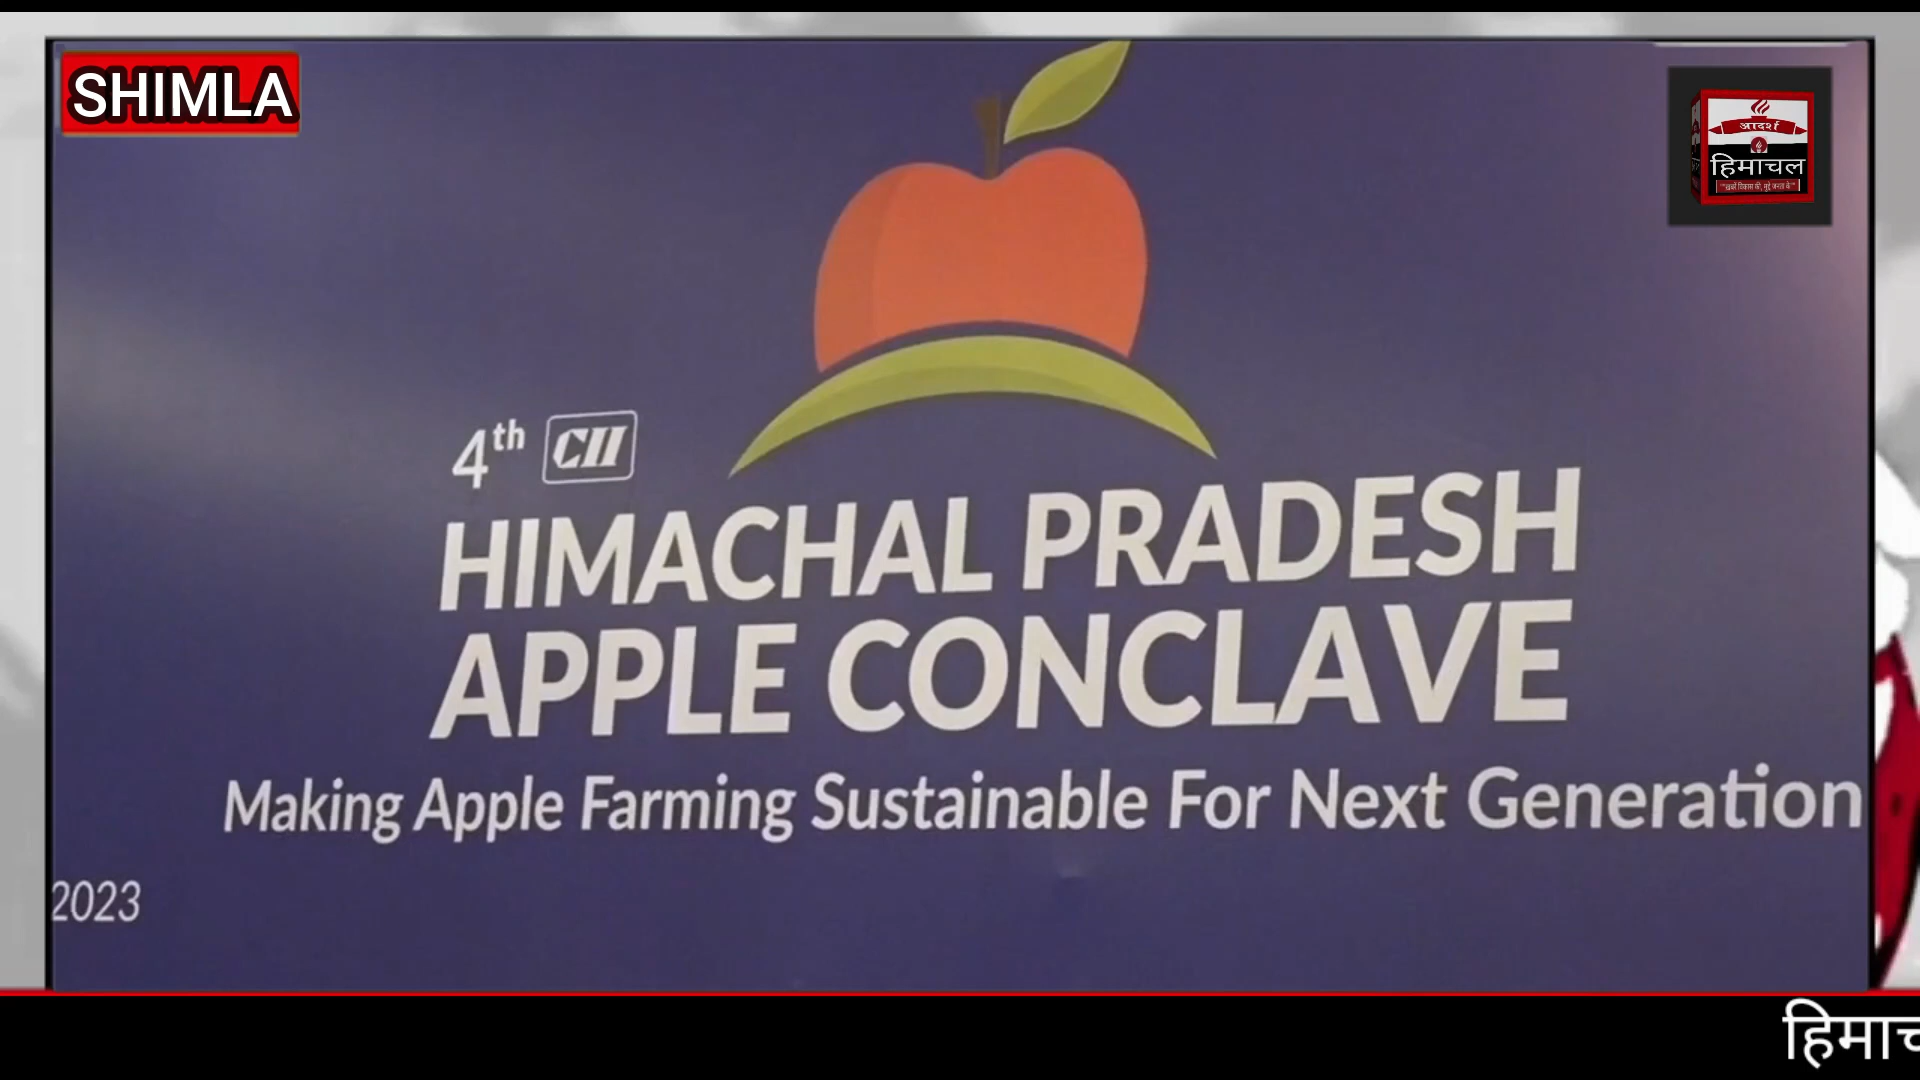 SHIMLA
आदर्श
हिमाचल
4th CII
HIMACHAL PRADESH
APPLE CONCLAVE
Making Apple Farming Sustainable For Next Generation
2023